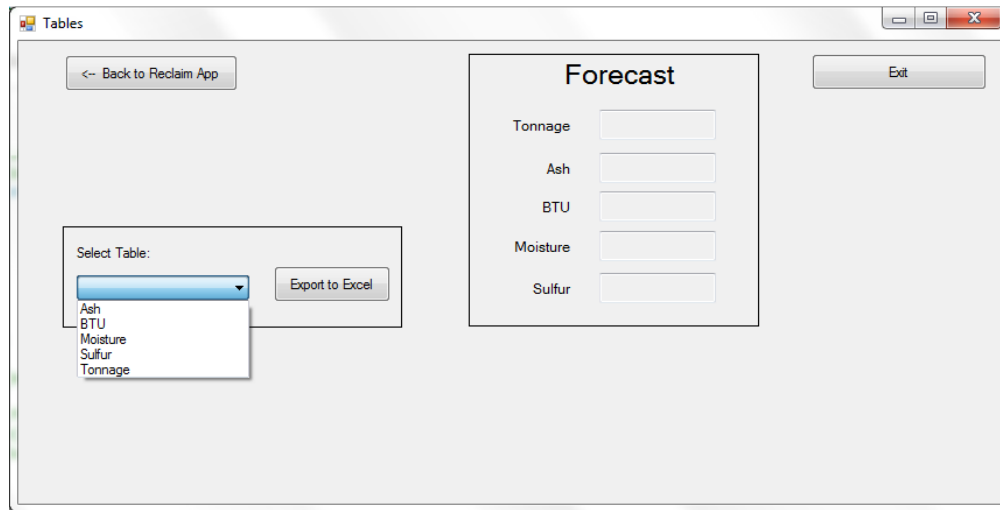 Tables
<-- Back to Reclaim App
Forecast
Exit
Tonnage
Ash
BTU
Moisture
Sulfur
Select Table:
Export to Excel
Ash
BTU
Moisture
Sulfur
Tonnage